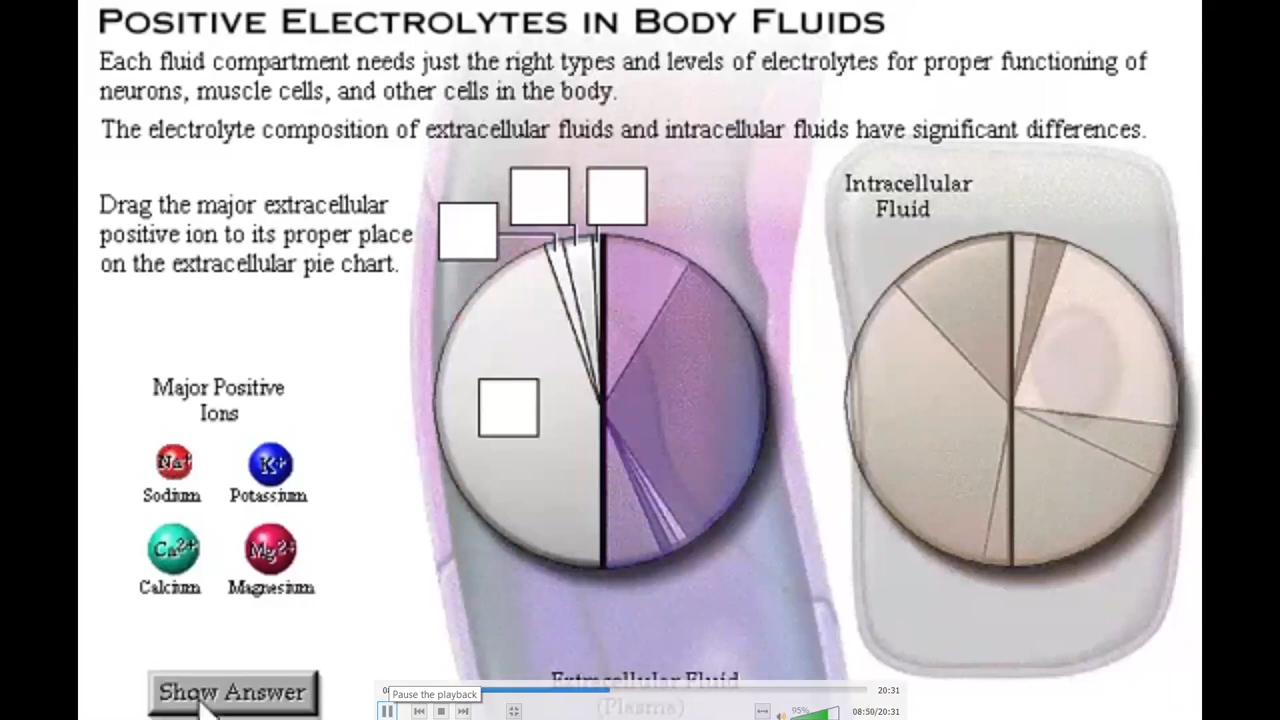 POSITIVE ELECTROLYTES IN BODY FLUIDS
Each fluid compartment needs just the right types and levels of electrolytes for proper functioning of
neurons, muscle cells, and other cells in the body.
The electrolyte composition of extracellular fluids and intracellular fluids have significant differences.
Drag the major extracellular
positive ion to its proper place
on the extracellular pie chart.
Intracellular
Fluid
Major Positive
Ions
Na+
K+
Sodium
Potassium
Ca2+
Mg2+
Calcium
Magnesium
Show Answer
Extracellular Fluid
(Plasma)
Pause the playback
20:31
95%
08:50/20:31